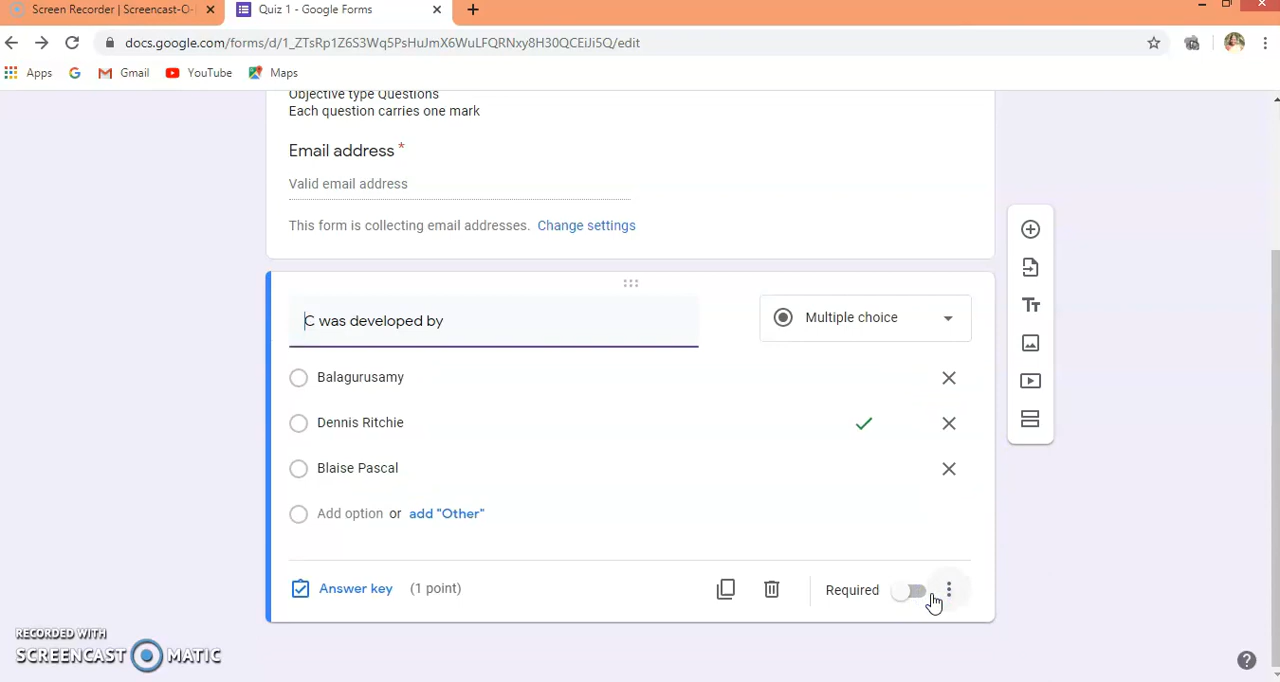 Screen Recorder | Screencast-O-
Quiz 1 - Google Forms
docs.google.com/forms/d/1_ZTsRp1Z6S3Wq5PsHuJmX6WuLFQRNxy8H30QCEiJi5Q/edit
Apps
Gmail
YouTube
Maps
Objective type Questions
Each question carries one mark
Email address *
Valid email address
This form is collecting email addresses. Change settings
C was developed by
Multiple choice
Balagurusamy
Dennis Ritchie
Blaise Pascal
Add option or add "Other"
Answer key (1 point)
Required
RECORDED WITH
SCREENCAST MATIC